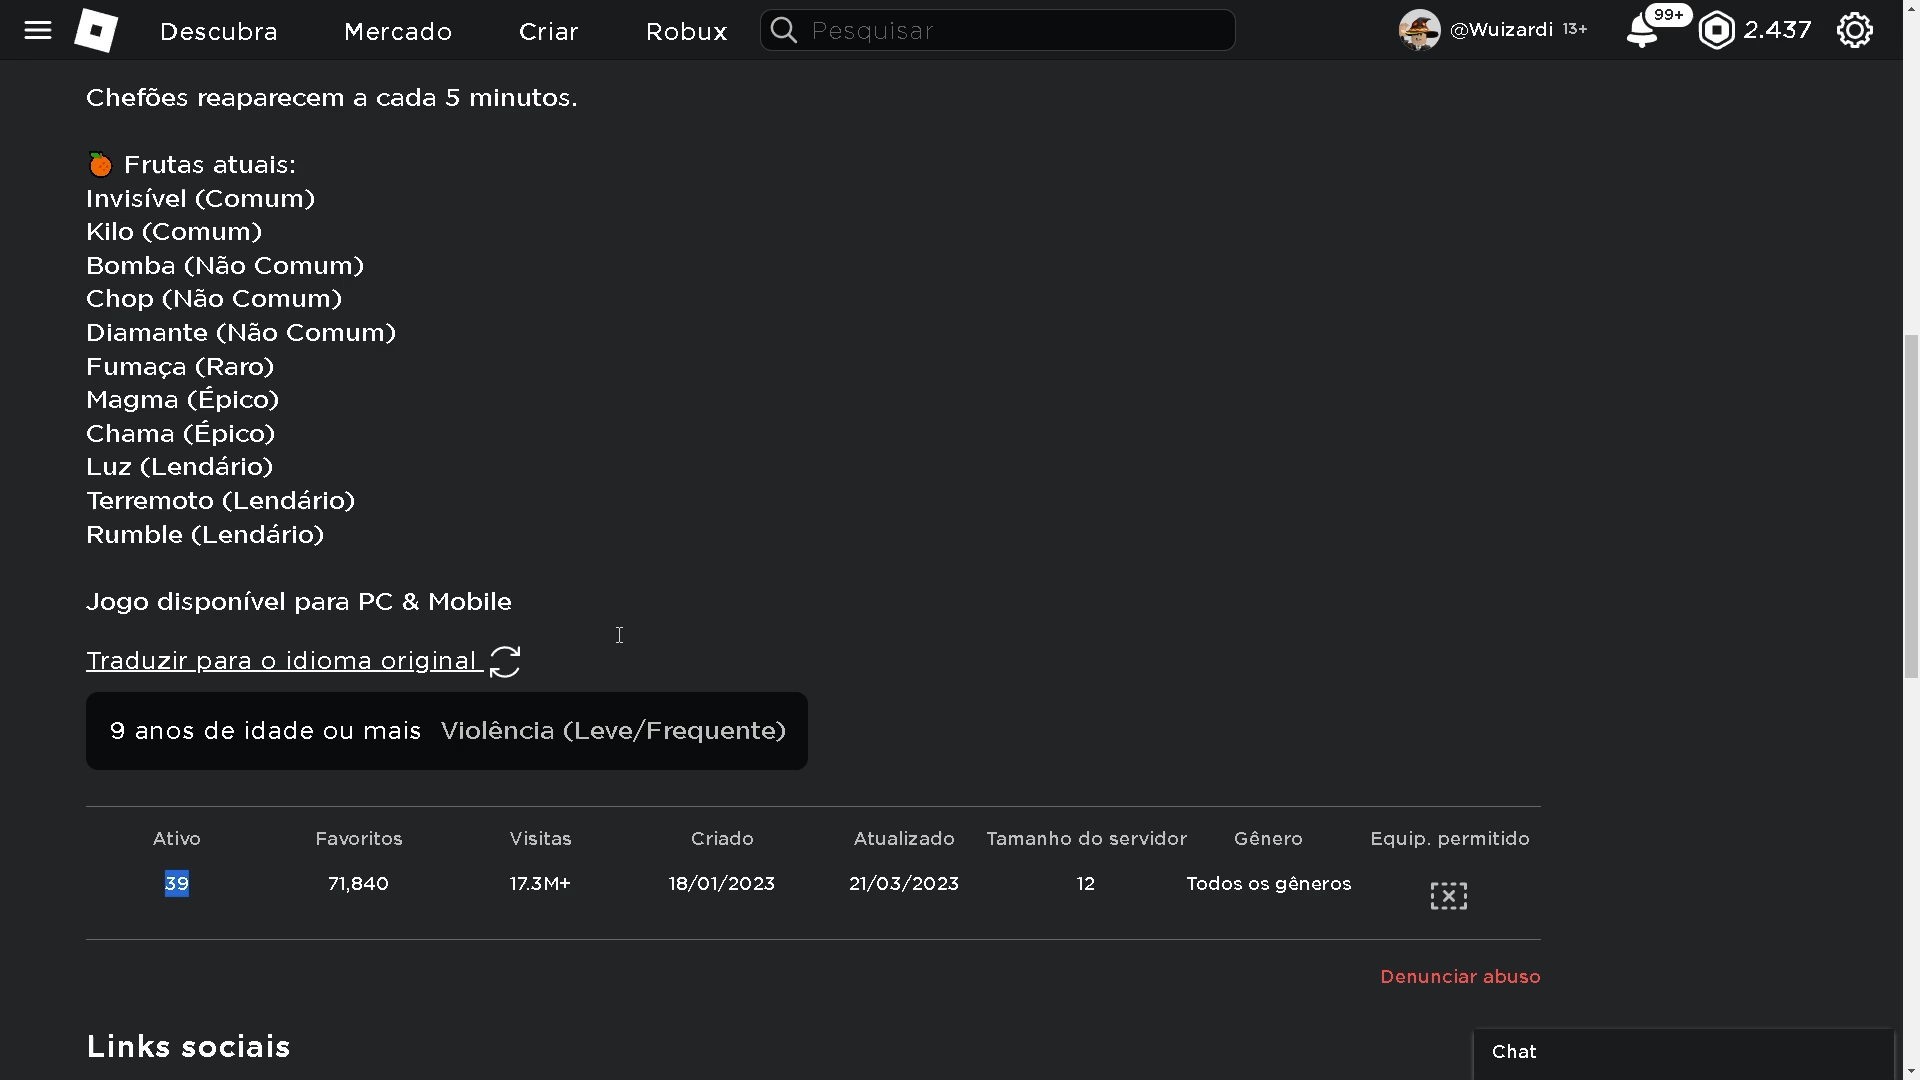 Descubra Mercado Criar Robux Pesquisar @Wuizardi 13+ 99+ 2.437
Chefões reaparecem a cada 5 minutos.
🍊 Frutas atuais:
Invisível (Comum)
Kilo (Comum)
Bomba (Não Comum)
Chop (Não Comum)
Diamante (Não Comum)
Fumaça (Raro)
Magma (Épico)
Chama (Épico)
Luz (Lendário)
Terremoto (Lendário)
Rumble (Lendário)
Jogo disponível para PC & Mobile
Traduzir para o idioma original
9 anos de idade ou mais Violência (Leve/Frequente)
Ativo Favoritos Visitas Criado Atualizado Tamanho do servidor Gênero Equip. permitido
39 71,840 17.3M+ 18/01/2023 21/03/2023 12 Todos os gêneros
Denunciar abuso
Links sociais
Chat